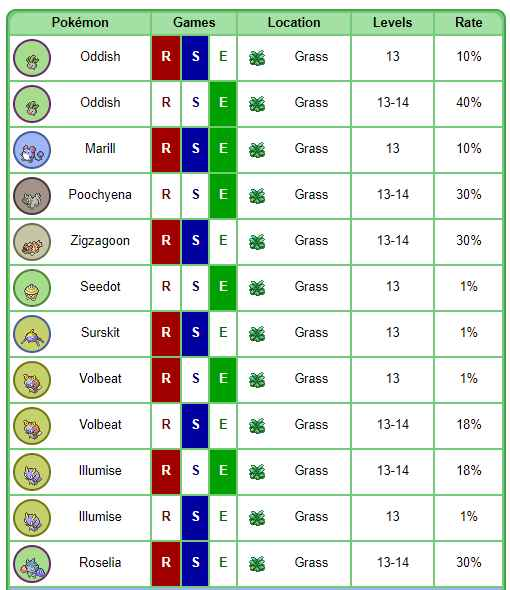 Pokémon Games Location Levels Rate
Oddish R S E Grass 13 10%
Oddish R S E Grass 13-14 40%
Marill R S E Grass 13 10%
Poochyena R S E Grass 13-14 30%
Zigzagoon R S E Grass 13-14 30%
Seedot R S E Grass 13 1%
Surskit R S E Grass 13 1%
Volbeat R S E Grass 13 1%
Volbeat R S E Grass 13-14 18%
Illumise R S E Grass 13-14 18%
Illumise R S E Grass 13 1%
Roselia R S E Grass 13-14 30%